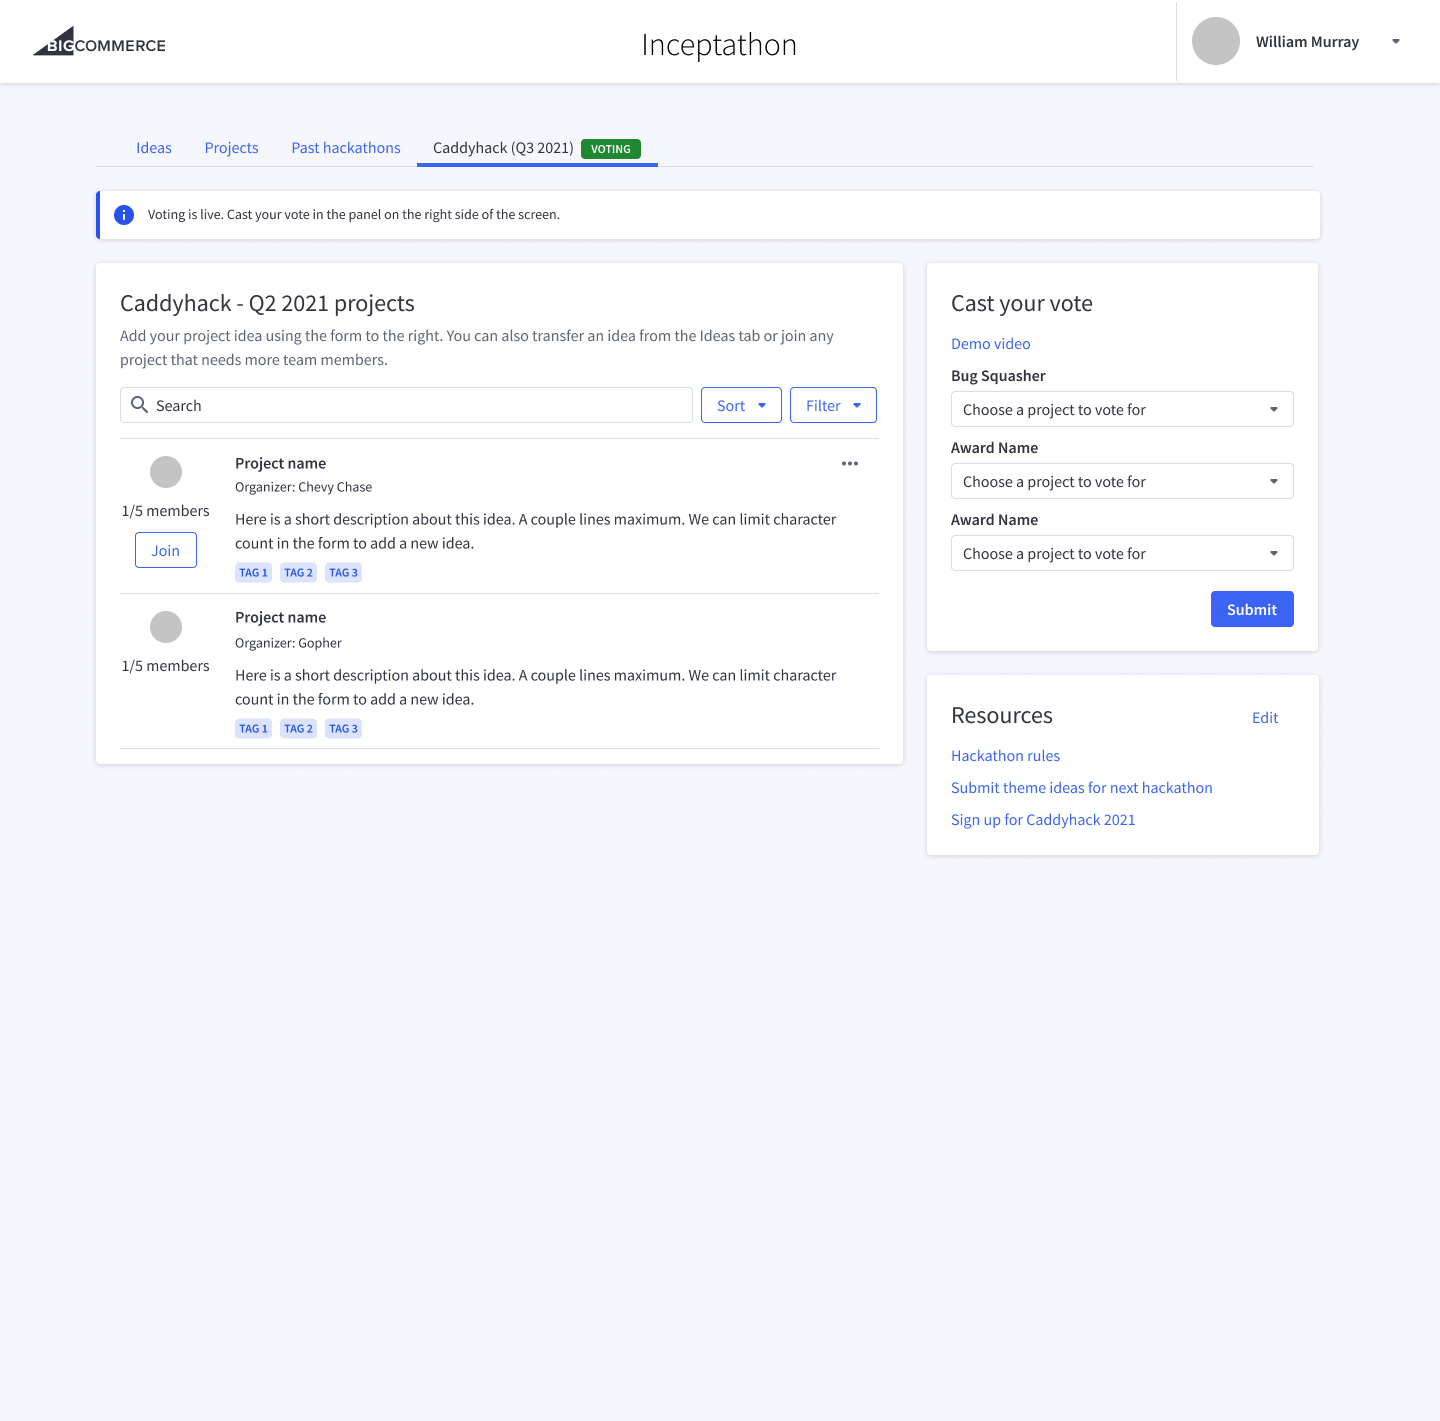 BIGCOMMERCE
Inceptathon
William Murray
Ideas
Projects
Past hackathons
Caddyhack (Q3 2021)
VOTING
Voting is live. Cast your vote in the panel on the right side of the screen.
Caddyhack - Q2 2021 projects
Add your project idea using the form to the right. You can also transfer an idea from the Ideas tab or join any
project that needs more team members.
Search
Sort
Filter
Project name
Organizer: Chevy Chase
1/5 members
Join
Here is a short description about this idea. A couple lines maximum. We can limit character
count in the form to add a new idea.
TAG 1
TAG 2
TAG 3
Project name
Organizer: Gopher
1/5 members
Here is a short description about this idea. A couple lines maximum. We can limit character
count in the form to add a new idea.
TAG 1
TAG 2
TAG 3
Cast your vote
Demo video
Bug Squasher
Choose a project to vote for
Award Name
Choose a project to vote for
Award Name
Choose a project to vote for
Submit
Resources
Edit
Hackathon rules
Submit theme ideas for next hackathon
Sign up for Caddyhack 2021